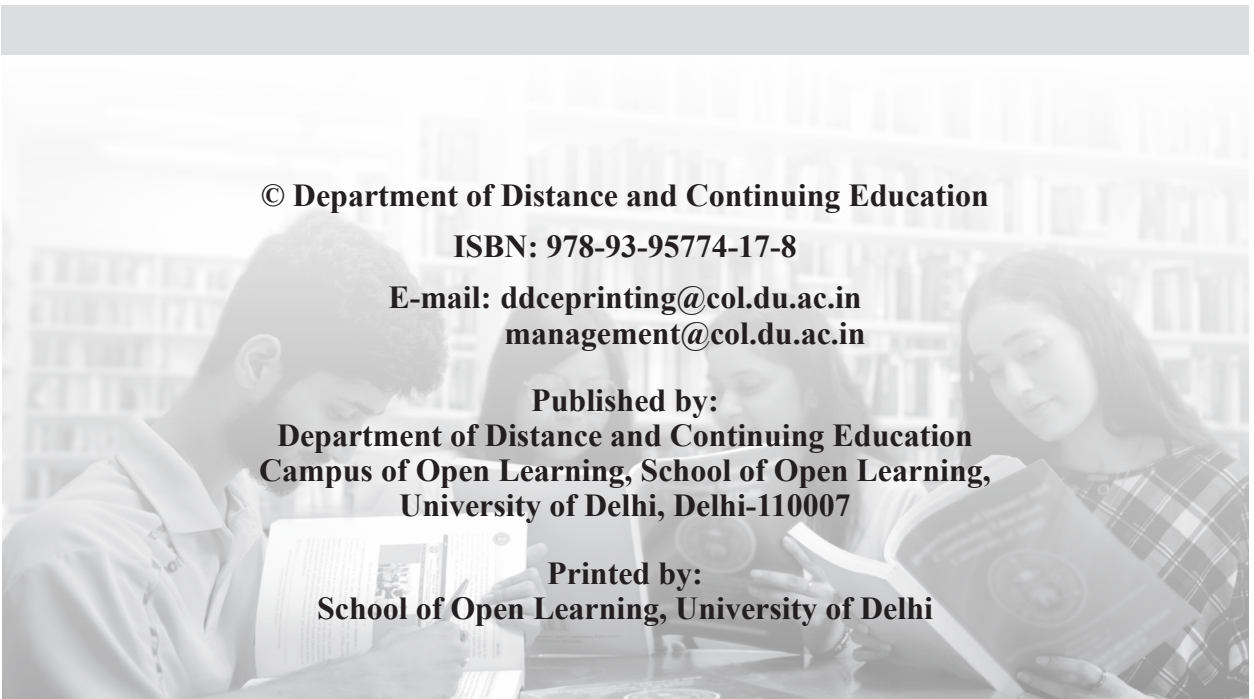 © Department of Distance and Continuing Education
ISBN: 978-93-95774-17-8
E-mail: ddceprinting@col.du.ac.in
management@col.du.ac.in
Published by:
Department of Distance and Continuing Education
Campus of Open Learning, School of Open Learning,
University of Delhi, Delhi-110007
Printed by:
School of Open Learning, University of Delhi